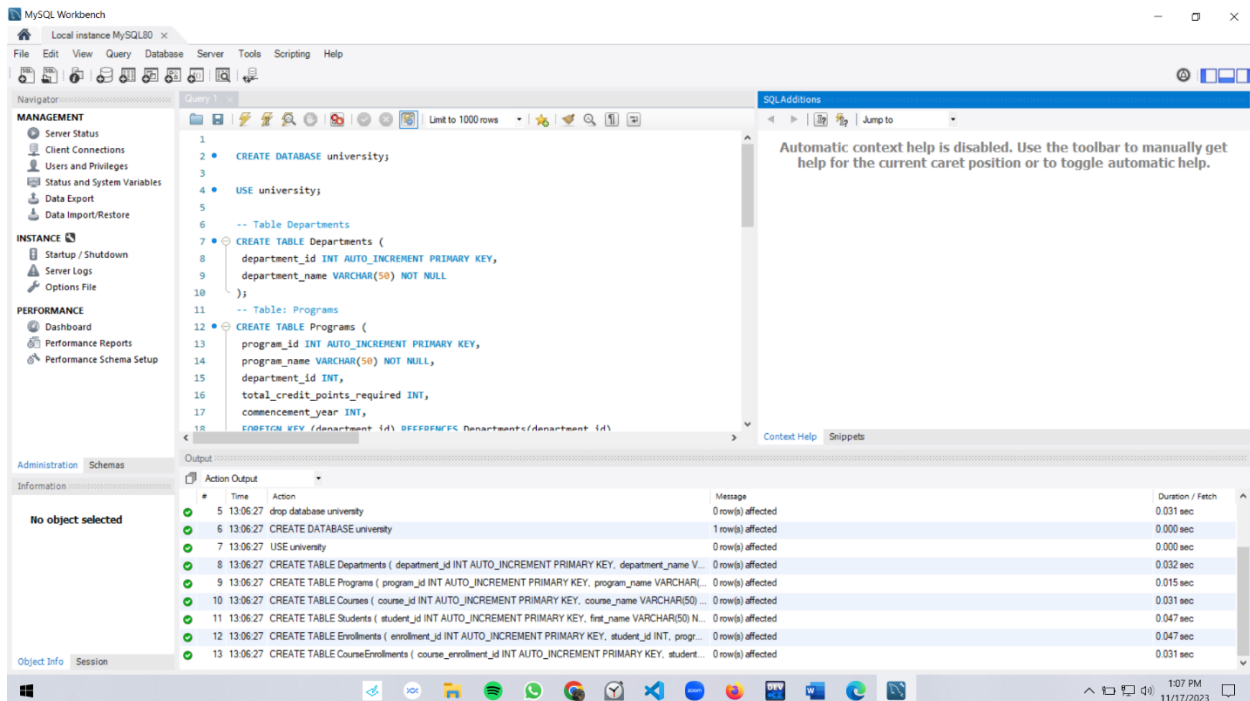 MySQL Workbench
Local instance MySQL80
File Edit View Query Database Server Tools Scripting Help
Navigator
MANAGEMENT
Server Status
Client Connections
Users and Privileges
Status and System Variables
Data Export
Data Import/Restore
INSTANCE
Startup / Shutdown
Server Logs
Options File
PERFORMANCE
Dashboard
Performance Reports
Performance Schema Setup
Administration Schemas
Information
No object selected
Object Info Session
Query 1
Limit to 1000 rows
1
2 CREATE DATABASE university;
3
4 USE university;
5
6 -- Table Departments
7 CREATE TABLE Departments (
8 department_id INT AUTO_INCREMENT PRIMARY KEY,
9 department_name VARCHAR(50) NOT NULL
10 );
11 -- Table: Programs
12 CREATE TABLE Programs (
13 program_id INT AUTO_INCREMENT PRIMARY KEY,
14 program_name VARCHAR(50) NOT NULL,
15 department_id INT,
16 total_credit_points_required INT,
17 commencement_year INT,
18 FOREIGN KEY (department_id) REFERENCES Departments(department_id)
SQLAdditions
Jump to
Automatic context help is disabled. Use the toolbar to manually get
help for the current caret position or to toggle automatic help.
Context Help Snippets
Output
Action Output
# Time Action Message Duration / Fetch
5 13:06:27 drop database university 0 row(s) affected 0.031 sec
6 13:06:27 CREATE DATABASE university 1 row(s) affected 0.000 sec
7 13:06:27 USE university 0 row(s) affected 0.000 sec
8 13:06:27 CREATE TABLE Departments ( department_id INT AUTO_INCREMENT PRIMARY KEY, department_name V... 0 row(s) affected 0.032 sec
9 13:06:27 CREATE TABLE Programs ( program_id INT AUTO_INCREMENT PRIMARY KEY, program_name VARCHAR(... 0 row(s) affected 0.015 sec
10 13:06:27 CREATE TABLE Courses ( course_id INT AUTO_INCREMENT PRIMARY KEY, course_name VARCHAR(50) ... 0 row(s) affected 0.031 sec
11 13:06:27 CREATE TABLE Students ( student_id INT AUTO_INCREMENT PRIMARY KEY, first_name VARCHAR(50) N... 0 row(s) affected 0.047 sec
12 13:06:27 CREATE TABLE Enrollments ( enrollment_id INT AUTO_INCREMENT PRIMARY KEY, student_id INT, progr... 0 row(s) affected 0.047 sec
13 13:06:27 CREATE TABLE CourseEnrollments ( course_enrollment_id INT AUTO_INCREMENT PRIMARY KEY, student... 0 row(s) affected 0.031 sec
zoom
DEV
W
1:07 PM
11/17/2023